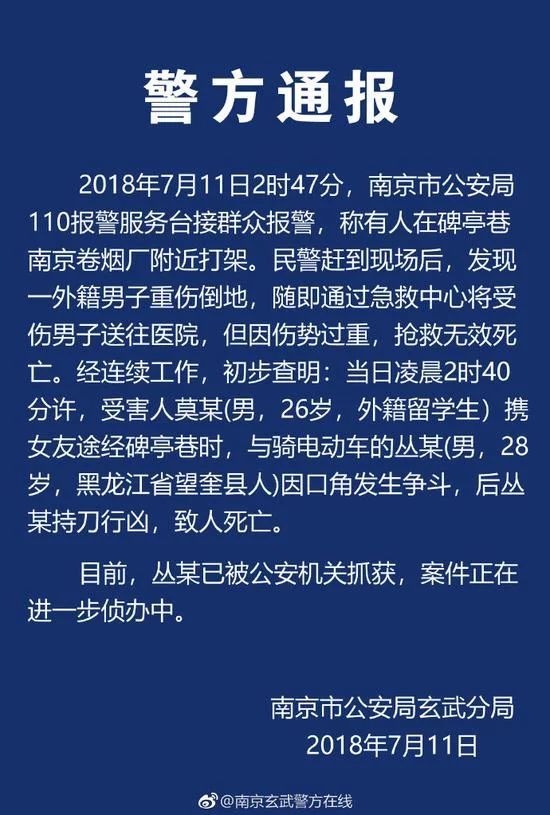 警方通报
2018年7月11日2时47分，南京市公安局
110报警服务台接群众报警，称有人在碑亭巷
南京卷烟厂附近打架。民警赶到现场后，发现
一外籍男子重伤倒地，随即通过急救中心将受
伤男子送往医院，但因伤势过重，抢救无效死
亡。经连续工作，初步查明：当日凌晨2时40
分许，受害人莫某(男，26岁，外籍留学生）携
女友途经碑亭巷时，与骑电动车的丛某(男，28
岁，黑龙江省望奎县人)因口角发生争斗，后丛
某持刀行凶，致人死亡。
目前，丛某已被公安机关抓获，案件正在
进一步侦办中。
南京市公安局玄武分局
2018年7月11日
@南京玄武警方在线